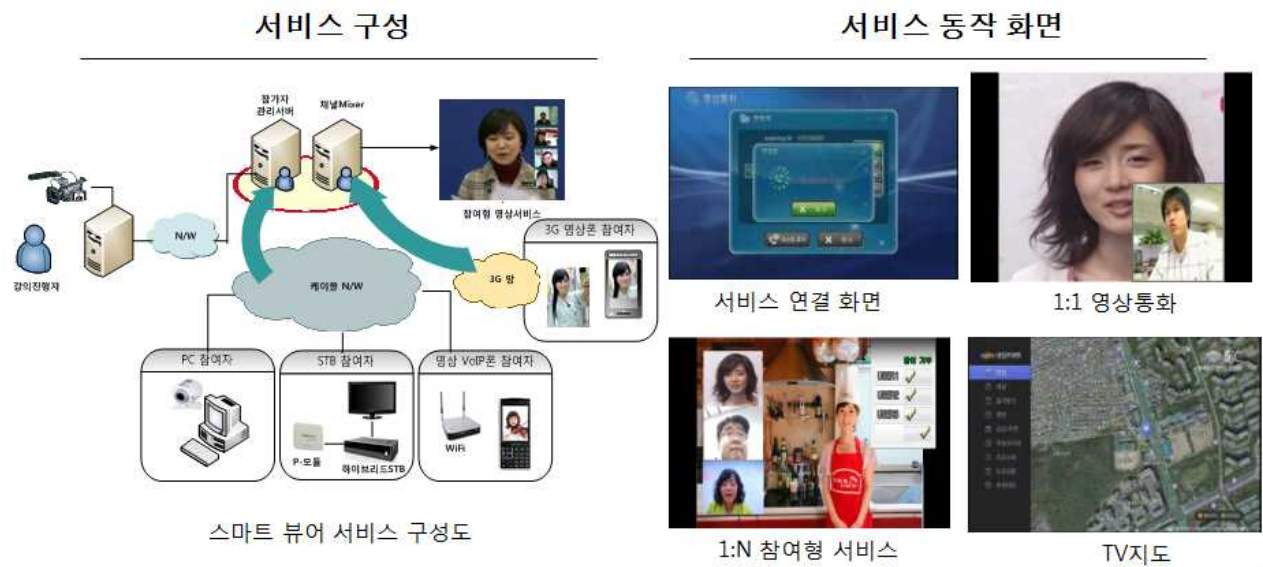 서비스 구성
서비스 동작 화면
참가자
관리서버
채널Mixer
참여형 영상서비스
N/W
강의진행자
케이블 N/W
3G 망
3G 영상폰 참여자
PC 참여자
STB 참여자
P-모듈
하이브리드STB
영상 VoIP폰 참여자
WiFi
스마트 뷰어 서비스 구성도
영상통화
서비스 연결 화면
1:1 영상통화
1:N 참여형 서비스
TV지도